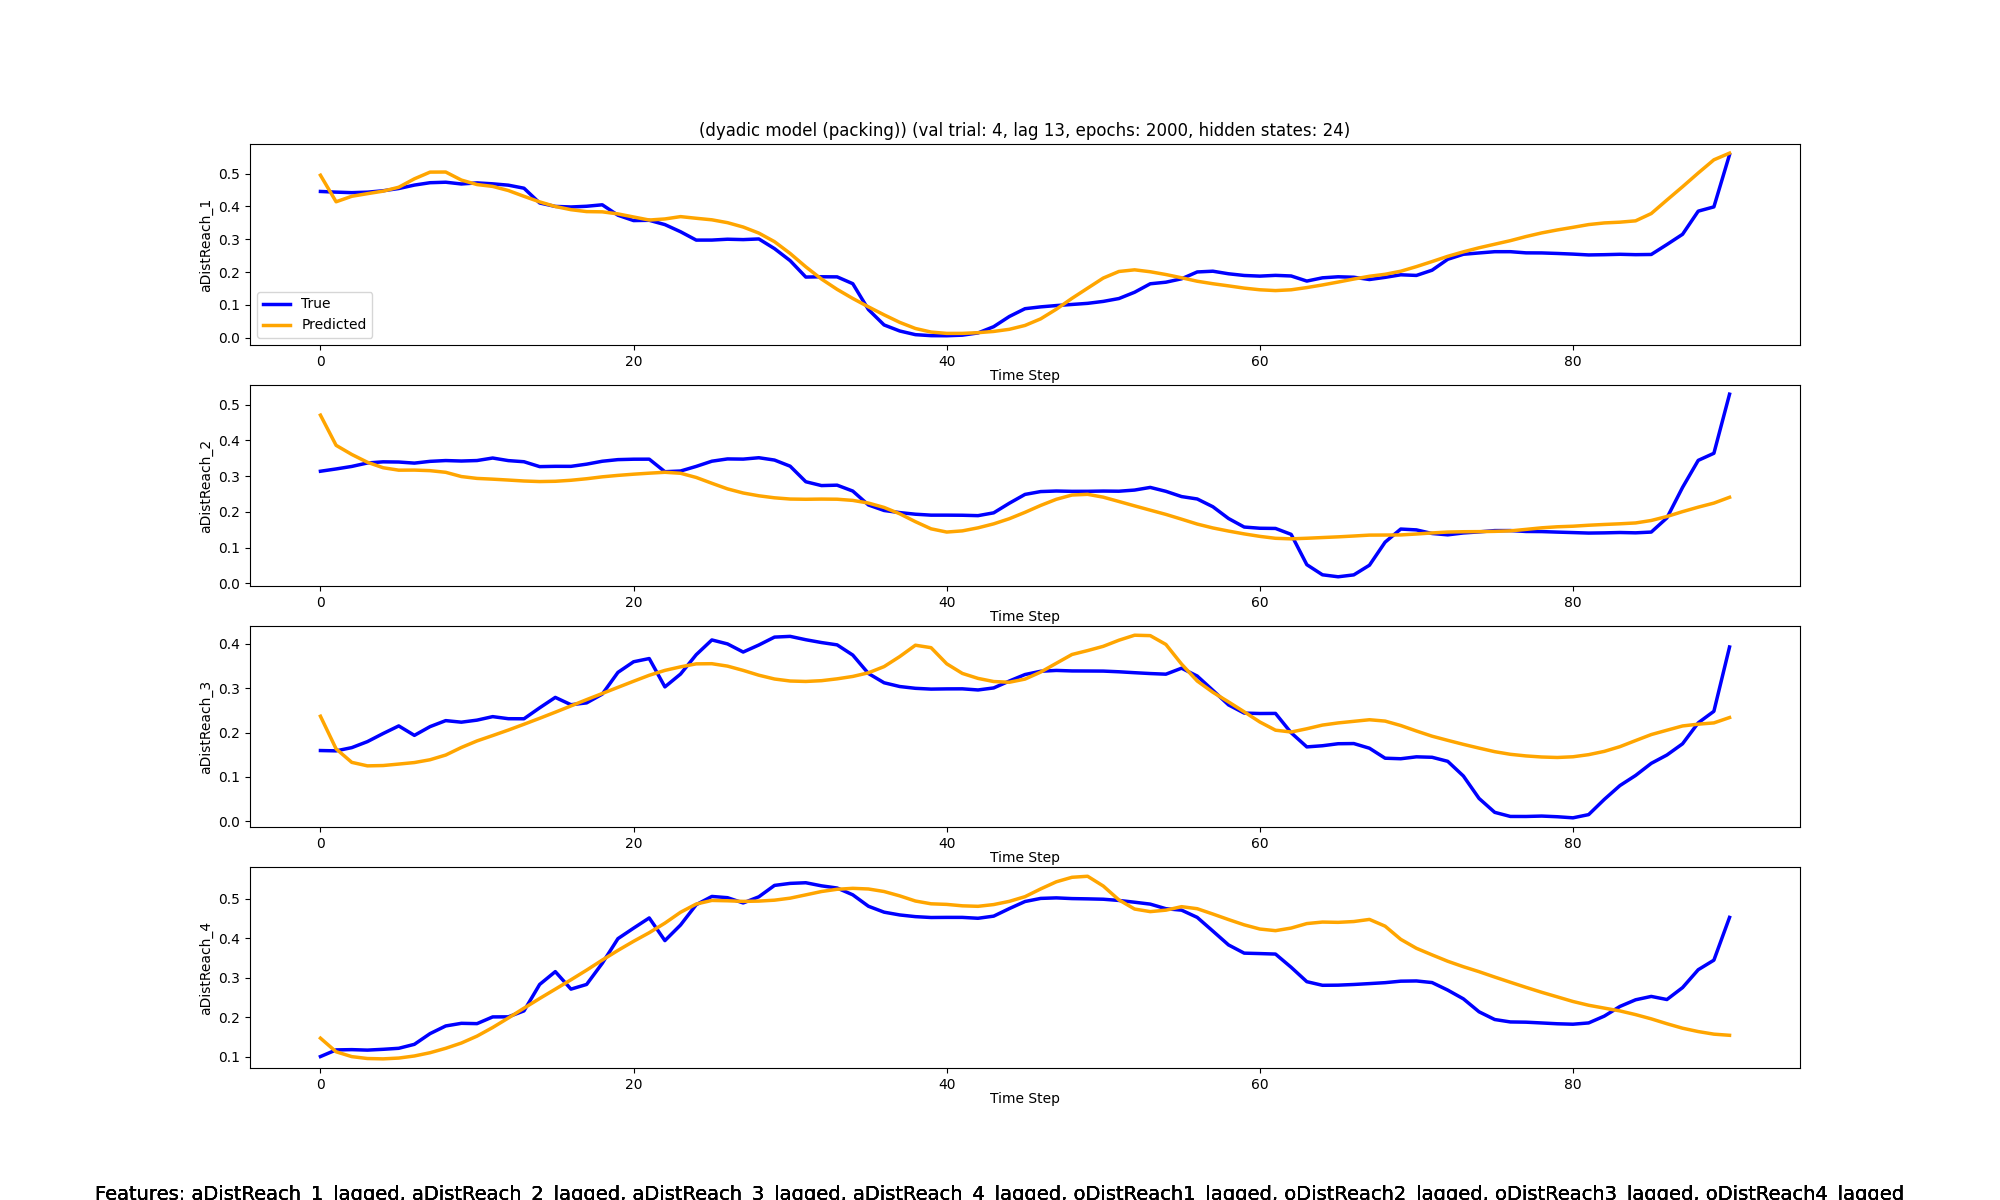 (dyadic model (packing)) (val trial: 4, lag 13, epochs: 2000, hidden states: 24)
aDistReach_1
0.5
0.4
0.3
0.2
0.1
0.0
True
Predicted
0 20 40 60 80
Time Step
aDistReach_2
0.5
0.4
0.3
0.2
0.1
0.0
0 20 40 60 80
Time Step
aDistReach_3
0.4
0.3
0.2
0.1
0.0
0 20 40 60 80
Time Step
aDistReach_4
0.5
0.4
0.3
0.2
0.1
0 20 40 60 80
Time Step
Features: aDistReach_1_lagged, aDistReach_2_lagged, aDistReach_3_lagged, aDistReach_4_lagged, oDistReach1_lagged, oDistReach2_lagged, oDistReach3_lagged, oDistReach4_lagged